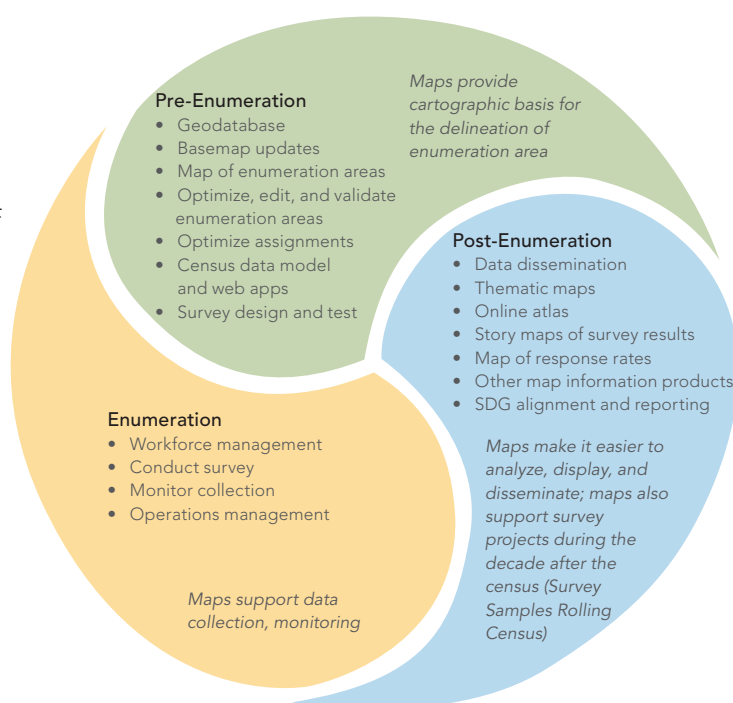 Pre-Enumeration
• Geodatabase
• Basemap updates
• Map of enumeration areas
• Optimize, edit, and validate
enumeration areas
• Optimize assignments
• Census data model
and web apps
• Survey design and test
Maps provide
cartographic basis for
the delineation of
enumeration area
Post-Enumeration
• Data dissemination
• Thematic maps
• Online atlas
• Story maps of survey results
• Map of response rates
• Other map information products
• SDG alignment and reporting
Maps make it easier to
analyze, display, and
disseminate; maps also
support survey
projects during the
decade after the
census (Survey
Samples Rolling
Census)
Enumeration
• Workforce management
• Conduct survey
• Monitor collection
• Operations management
Maps support data
collection, monitoring